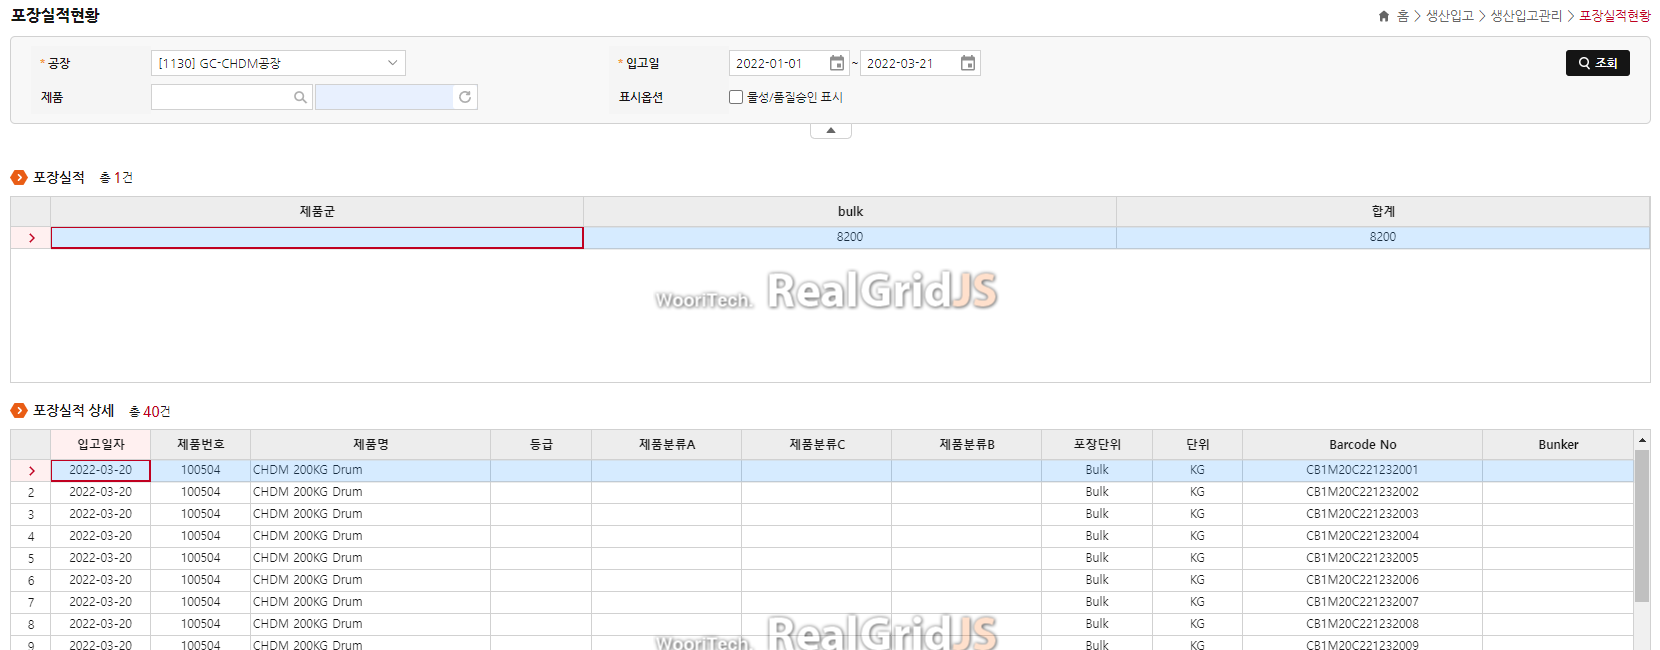 포장실적현황
홈 > 생산입고 > 생산입고관리 > 포장실적현황
* 공장 [1130] GC-CHDM공장 * 입고일 2022-01-01 ~ 2022-03-21 조회
제품 표시옵션 물성/품질승인 표시
포장실적 총 1건
제품군 bulk 합계
8200 8200
WooriTech. RealGridJS
포장실적 상세 총 40건
입고일자 제품번호 제품명 등급 제품분류A 제품분류C 제품분류B 포장단위 단위 Barcode No Bunker
2022-03-20 100504 CHDM 200KG Drum Bulk KG CB1M20C221232001
2 2022-03-20 100504 CHDM 200KG Drum Bulk KG CB1M20C221232002
3 2022-03-20 100504 CHDM 200KG Drum Bulk KG CB1M20C221232003
4 2022-03-20 100504 CHDM 200KG Drum Bulk KG CB1M20C221232004
5 2022-03-20 100504 CHDM 200KG Drum Bulk KG CB1M20C221232005
6 2022-03-20 100504 CHDM 200KG Drum Bulk KG CB1M20C221232006
7 2022-03-20 100504 CHDM 200KG Drum Bulk KG CB1M20C221232007
8 2022-03-20 100504 CHDM 200KG Drum Bulk KG CB1M20C221232008
9 2022-03-20 100504 CHDM 200KG Drum Bulk KG CB1M20C221232009
WooriTech. RealGridJS